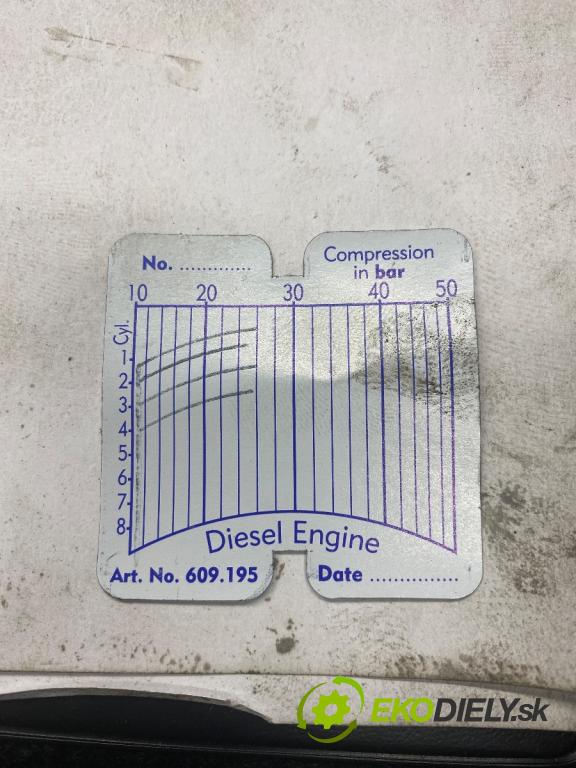 No. .............
Compression
in bar
10 20 30 40 50
Cyl.
1
2
3
4
5
6
7
8
Diesel Engine
Art. No. 609.195
Date ................
EKODIELY.sk